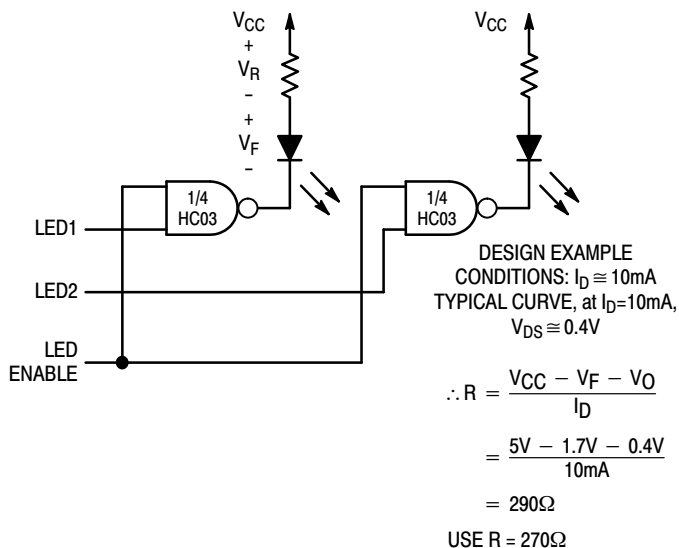 VCC
+
VR
−
+
VF
−
VCC
1/4
HC03
1/4
HC03
LED1
LED2
LED
ENABLE
DESIGN EXAMPLE
CONDITIONS: ID ≅ 10mA
TYPICAL CURVE, at ID=10mA,
VDS ≅ 0.4V
∴ R = (VCC − VF − VO) / ID
= (5V − 1.7V − 0.4V) / 10mA
= 290Ω
USE R = 270Ω